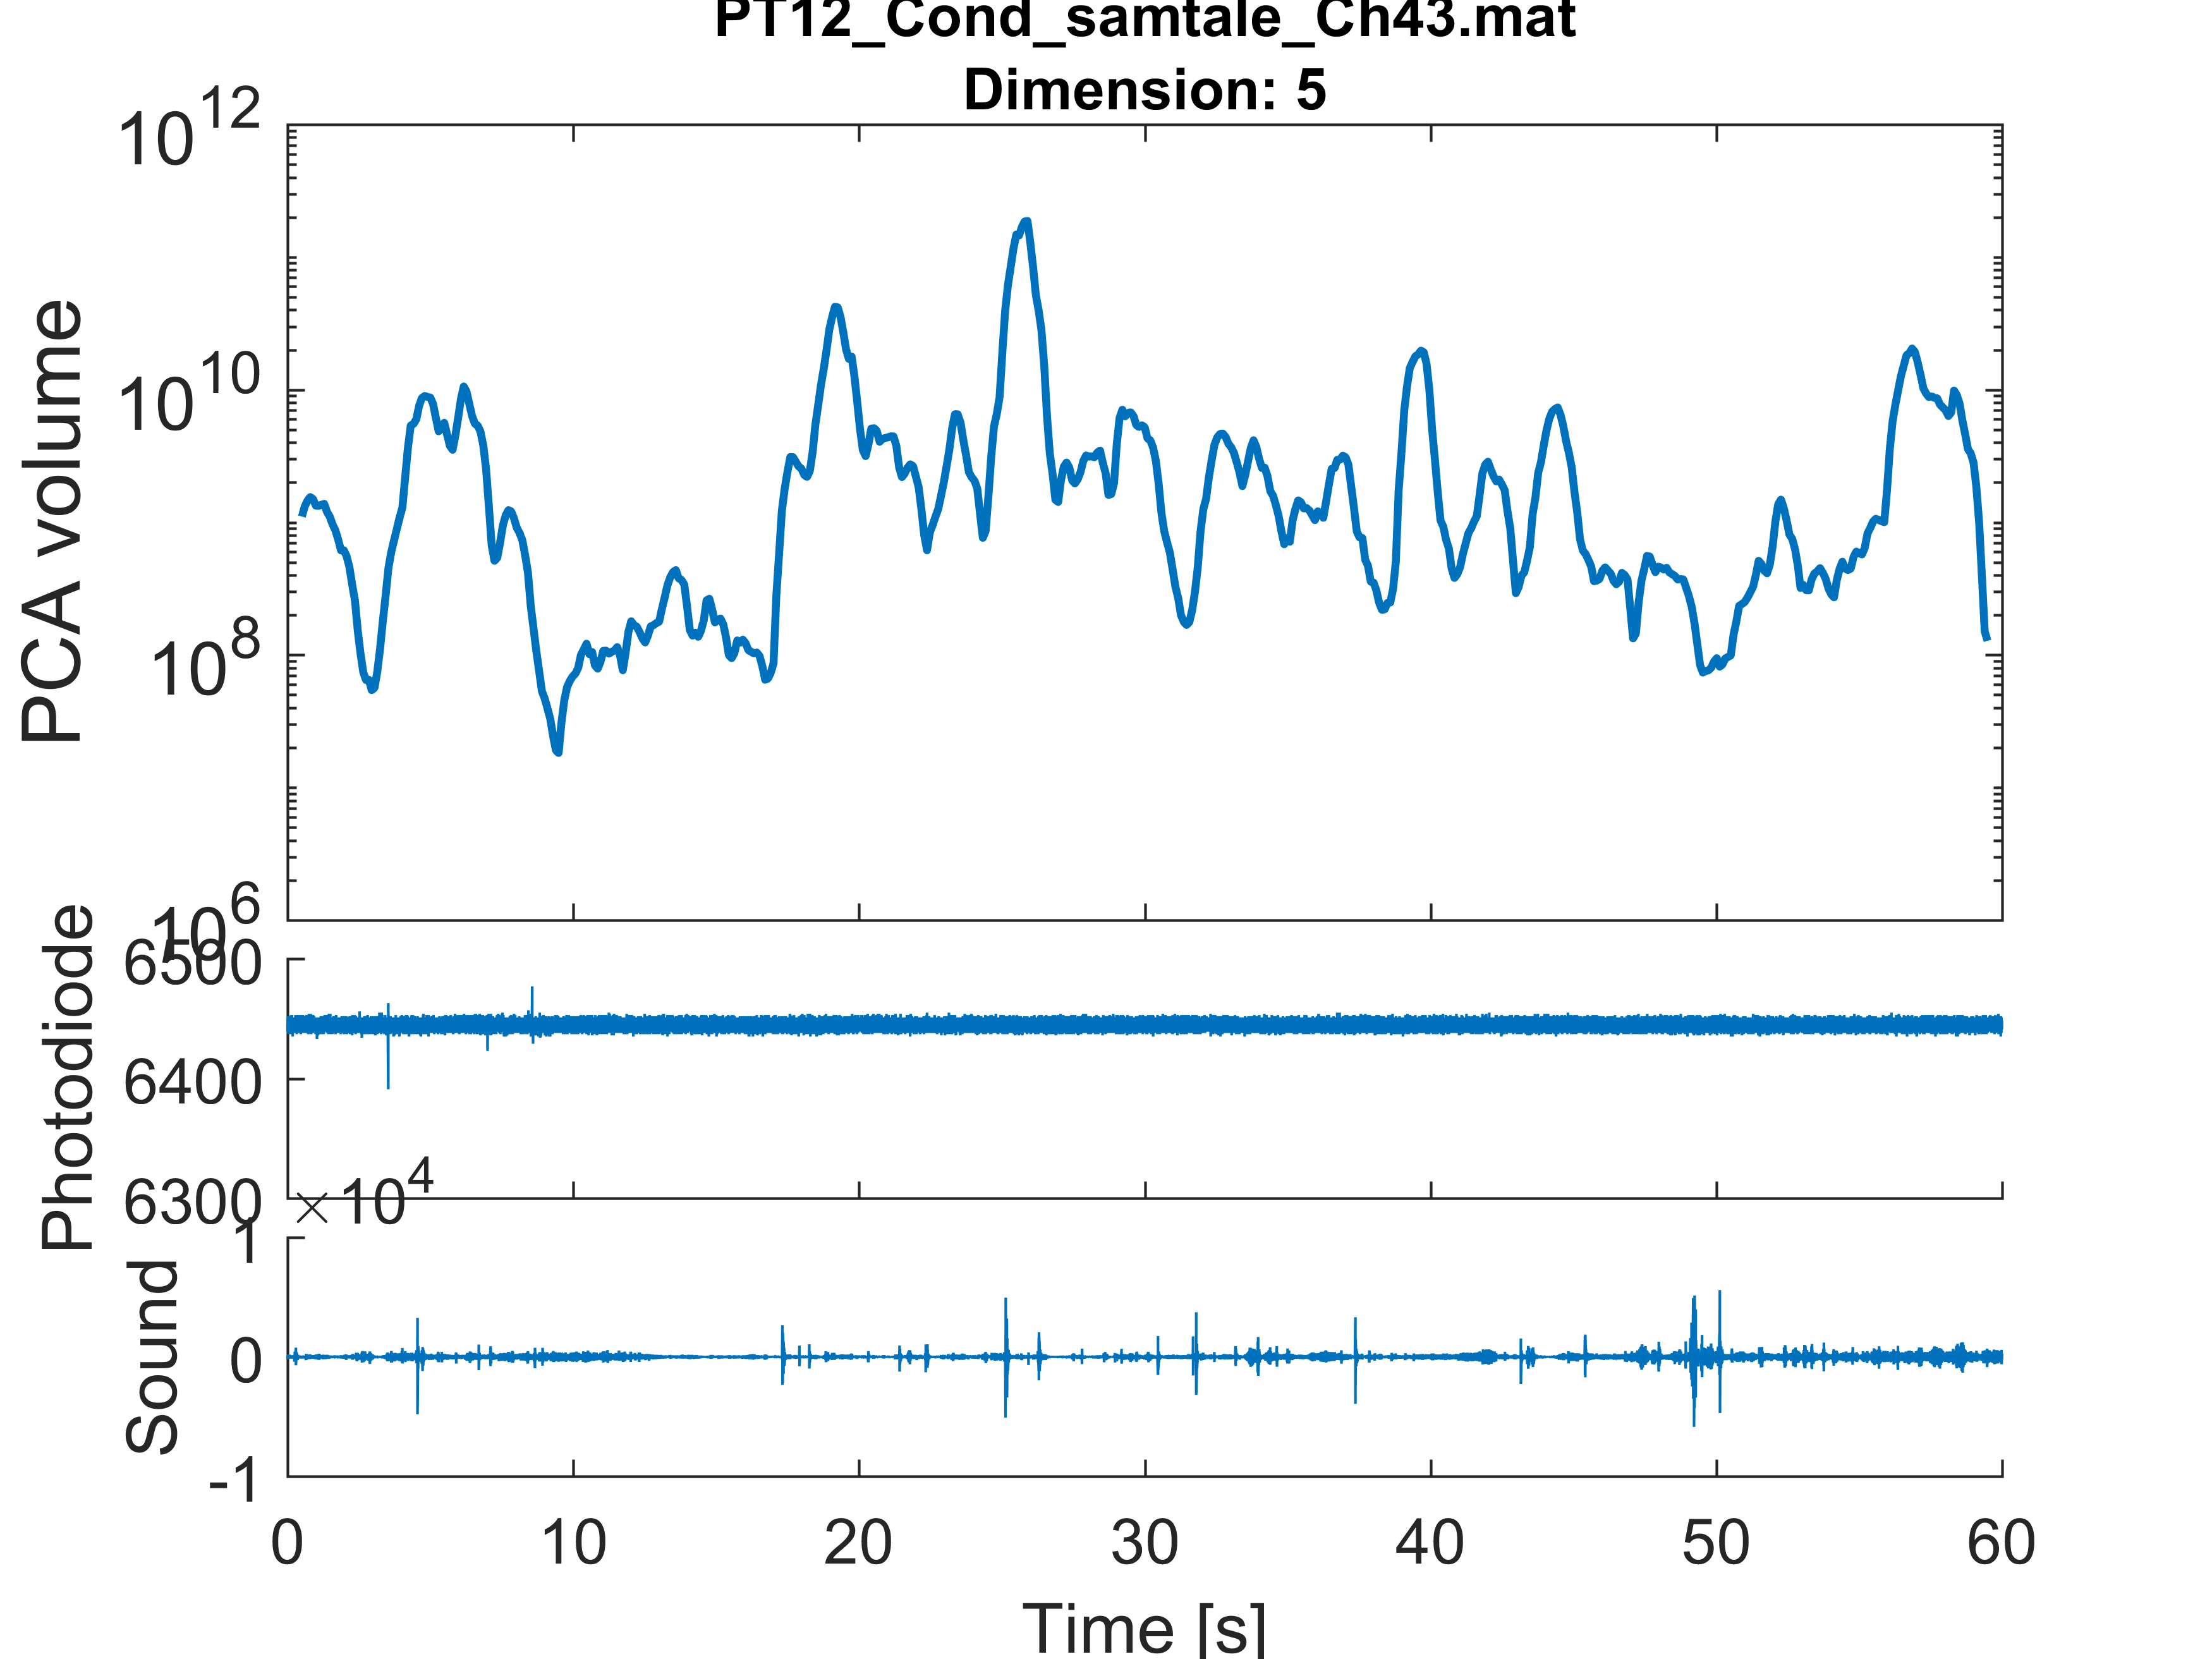 PT12_Cond_samtale_Ch43.mat
Dimension: 5
10^12
10^10
10^8
10^6
PCA volume
6500
6400
6300
Photodiode
×10^4
1
0
-1
Sound
0 10 20 30 40 50 60
Time [s]